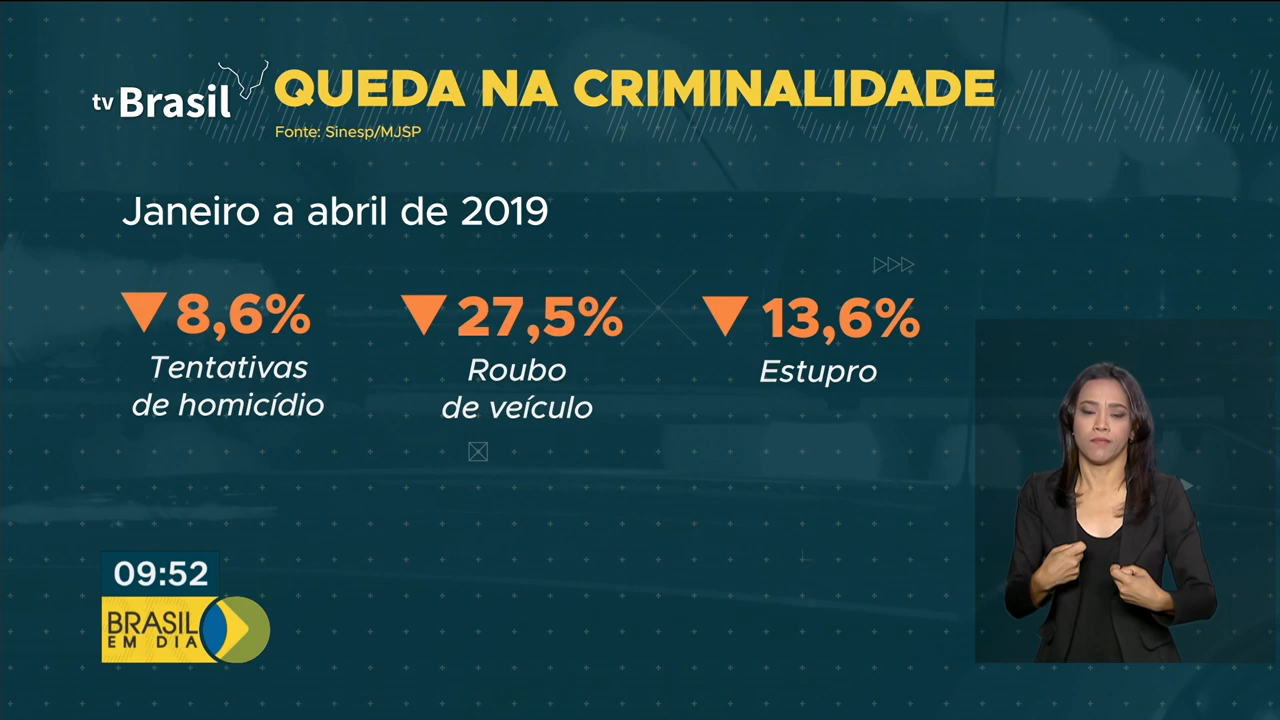 tv Brasil
QUEDA NA CRIMINALIDADE
Fonte: Sinesp/MJSP
Janeiro a abril de 2019
8,6%
Tentativas
de homicídio
27,5%
Roubo
de veículo
13,6%
Estupro
09:52
BRASIL
EM DIA